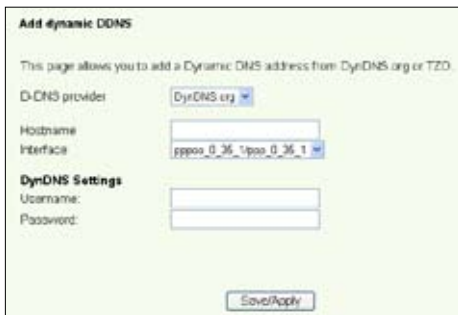 Add dynamic DDNS
This page allows you to add a Dynamic DNS address from DynDNS.org or TZO.
D-DNS provider DynDNS.org
Hostname
Interface pppoa_0_35_1/ppp_0_35_1
DynDNS Settings
Username:
Password:
Save/Apply